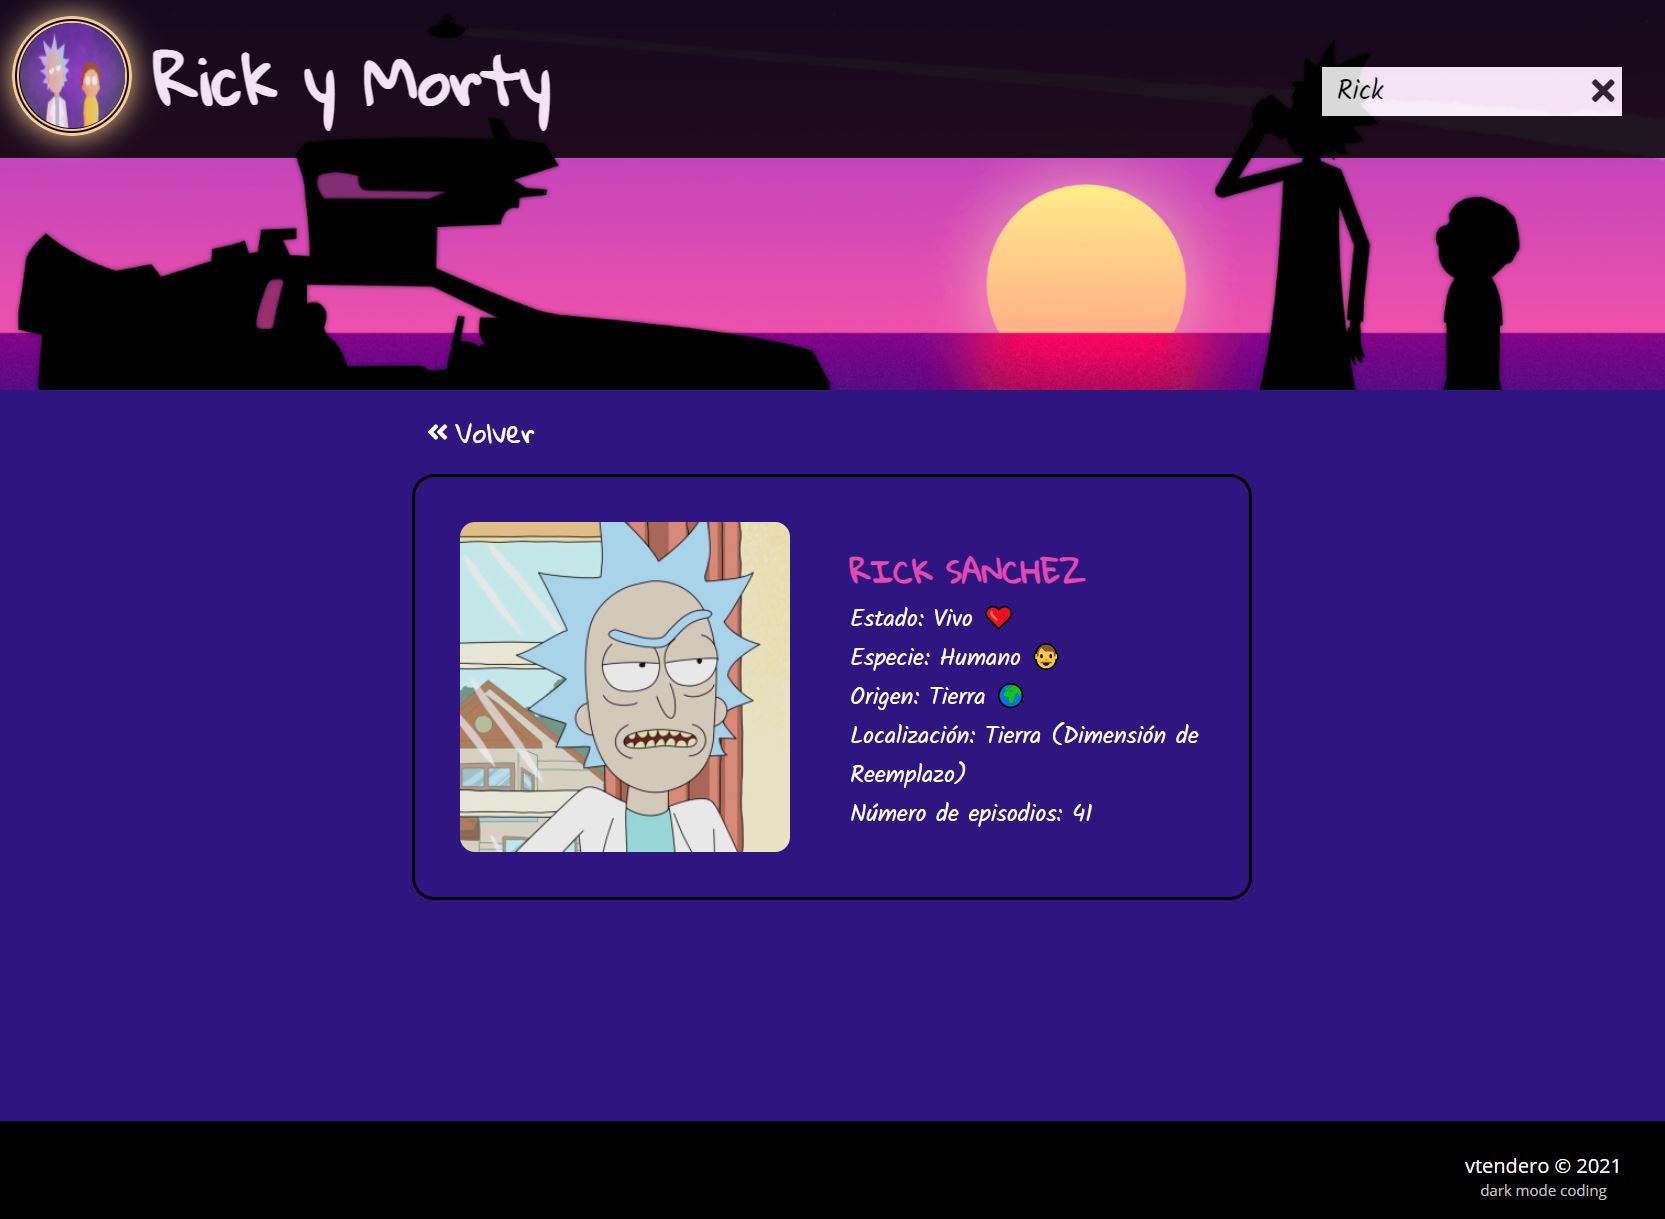 Rick y Morty
Rick
Volver
RICK SANCHEZ
Estado: Vivo ❤️
Especie: Humano 👨
Origen: Tierra 🌍
Localización: Tierra (Dimensión de
Reemplazo)
Número de episodios: 41
vtendero © 2021
dark mode coding